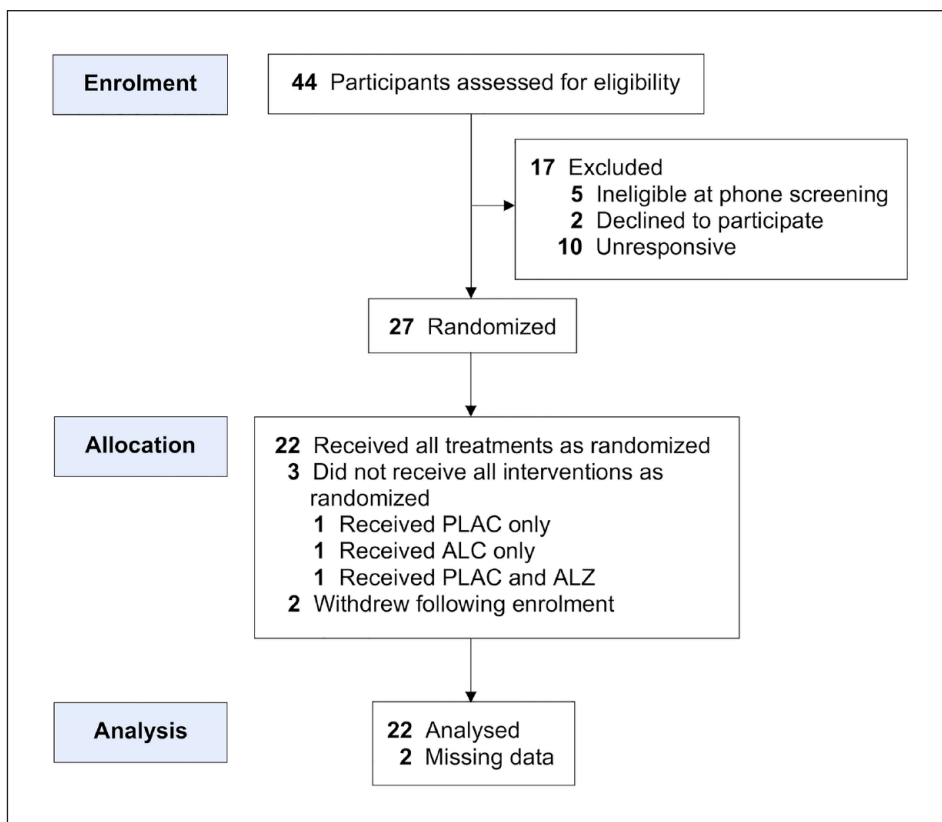 Enrolment
44 Participants assessed for eligibility
17 Excluded
5 Ineligible at phone screening
2 Declined to participate
10 Unresponsive
27 Randomized
Allocation
22 Received all treatments as randomized
3 Did not receive all interventions as
randomized
1 Received PLAC only
1 Received ALC only
1 Received PLAC and ALZ
2 Withdrew following enrolment
Analysis
22 Analysed
2 Missing data